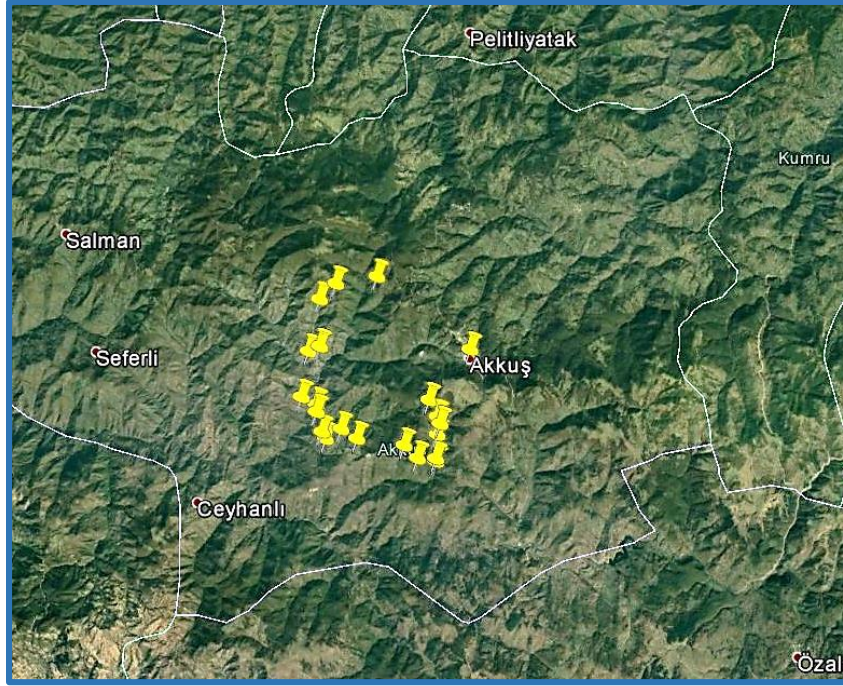 Pelitliyatak
Kumru
Salman
Seferli
Akkuş
Ceyhanlı
Özal